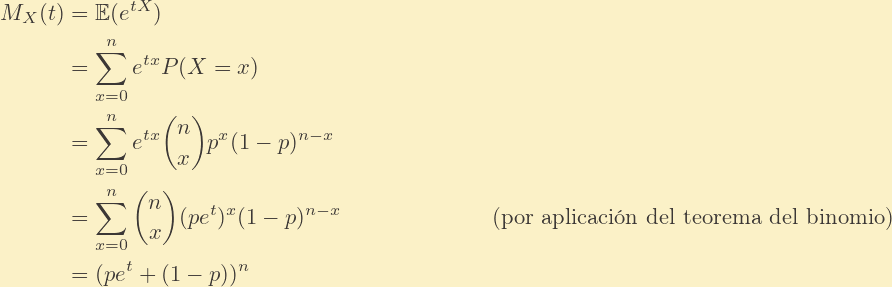 M_X(t) = 𝔼(e^{tX})
= \sum_{x=0}^{n} e^{tx} P(X = x)
= \sum_{x=0}^{n} e^{tx} \binom{n}{x} p^x (1 − p)^{n−x}
= \sum_{x=0}^{n} \binom{n}{x} (pe^t)^x (1 − p)^{n−x} (por aplicación del teorema del binomio)
= (pe^t + (1 − p))^n